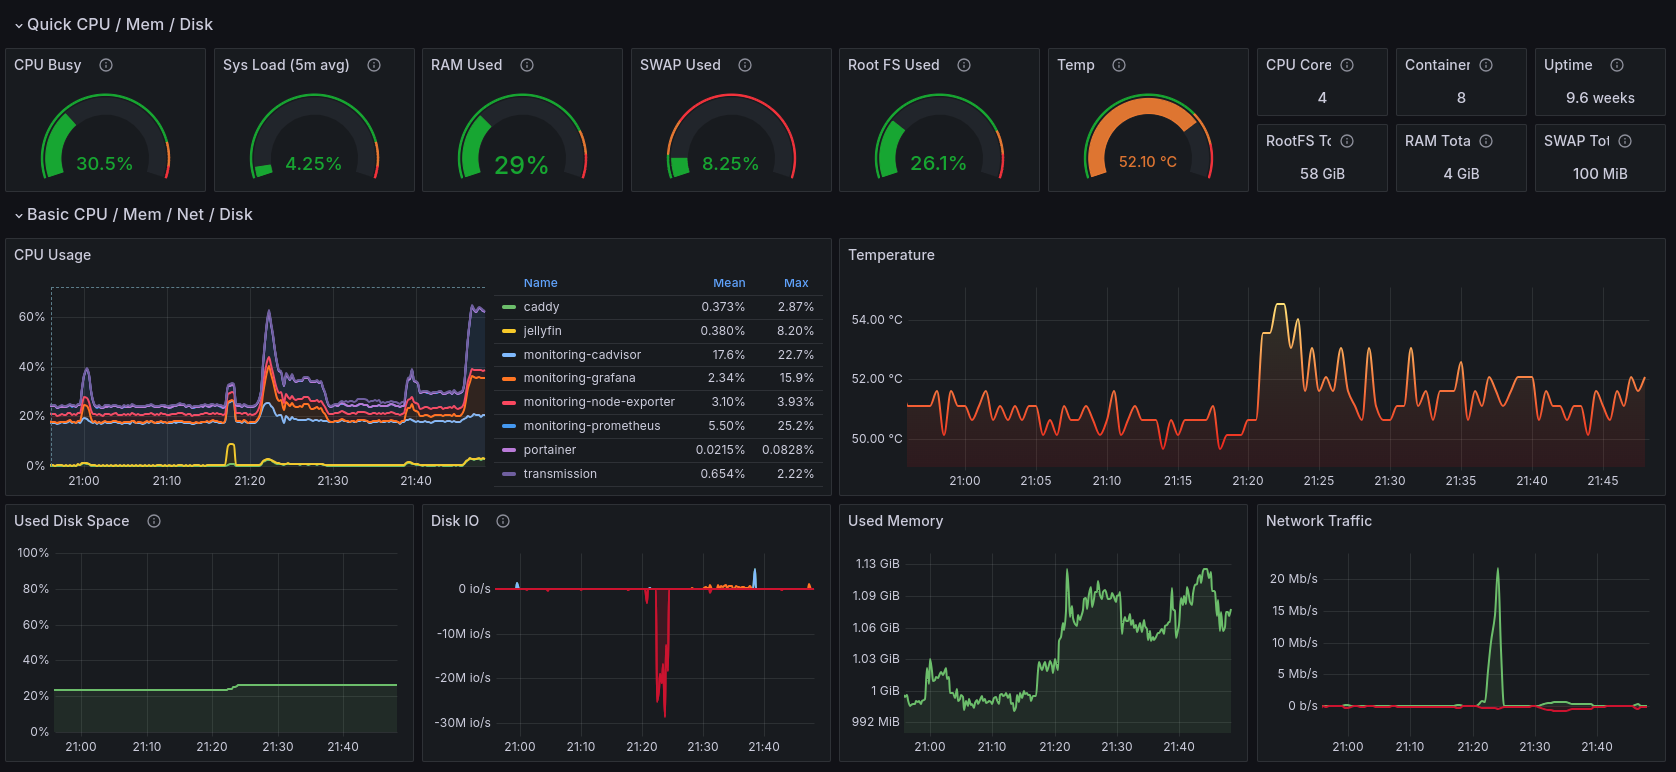 Quick CPU / Mem / Disk
CPU Busy
30.5%
Sys Load (5m avg)
4.25%
RAM Used
29%
SWAP Used
8.25%
Root FS Used
26.1%
Temp
52.10 °C
CPU Core
4
Container
8
Uptime
9.6 weeks
RootFS To
58 GiB
RAM Tota
4 GiB
SWAP Tot
100 MiB
Basic CPU / Mem / Net / Disk
CPU Usage
60%
40%
20%
0%
21:00 21:10 21:20 21:30 21:40
Name Mean Max
caddy 0.373% 2.87%
jellyfin 0.380% 8.20%
monitoring-cadvisor 17.6% 22.7%
monitoring-grafana 2.34% 15.9%
monitoring-node-exporter 3.10% 3.93%
monitoring-prometheus 5.50% 25.2%
portainer 0.0215% 0.0828%
transmission 0.654% 2.22%
Temperature
54.00 °C
52.00 °C
50.00 °C
21:00 21:05 21:10 21:15 21:20 21:25 21:30 21:35 21:40 21:45
Used Disk Space
100%
80%
60%
40%
20%
0%
21:00 21:10 21:20 21:30 21:40
Disk IO
0 io/s
-10M io/s
-20M io/s
-30M io/s
21:00 21:10 21:20 21:30 21:40
Used Memory
1.13 GiB
1.09 GiB
1.06 GiB
1.03 GiB
1 GiB
992 MiB
21:00 21:10 21:20 21:30 21:40
Network Traffic
20 Mb/s
15 Mb/s
10 Mb/s
5 Mb/s
0 b/s
21:00 21:10 21:20 21:30 21:40